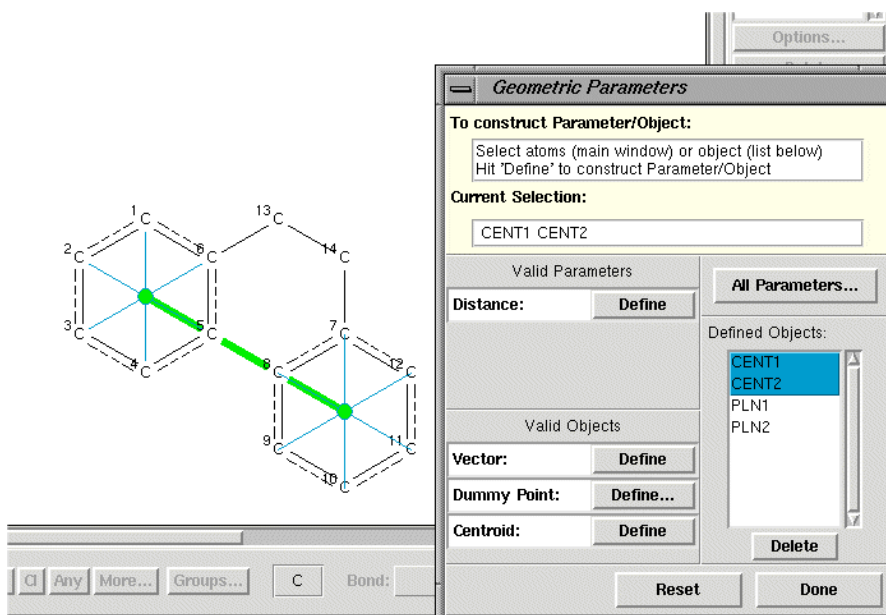 Options...
Geometric Parameters
To construct Parameter/Object:
Select atoms (main window) or object (list below)
Hit 'Define' to construct Parameter/Object
Current Selection:
CENT1 CENT2
Valid Parameters
Distance: Define
All Parameters...
Defined Objects:
CENT1
CENT2
PLN1
PLN2
Valid Objects
Vector: Define
Dummy Point: Define...
Centroid: Define
Delete
Reset Done
1 C 13 C
2 C 6 C 14 C
3 C 5 C 7 C
4 C 8 C 12 C
9 C 11 C
10 C
Cl Any More... Groups... C Bond: